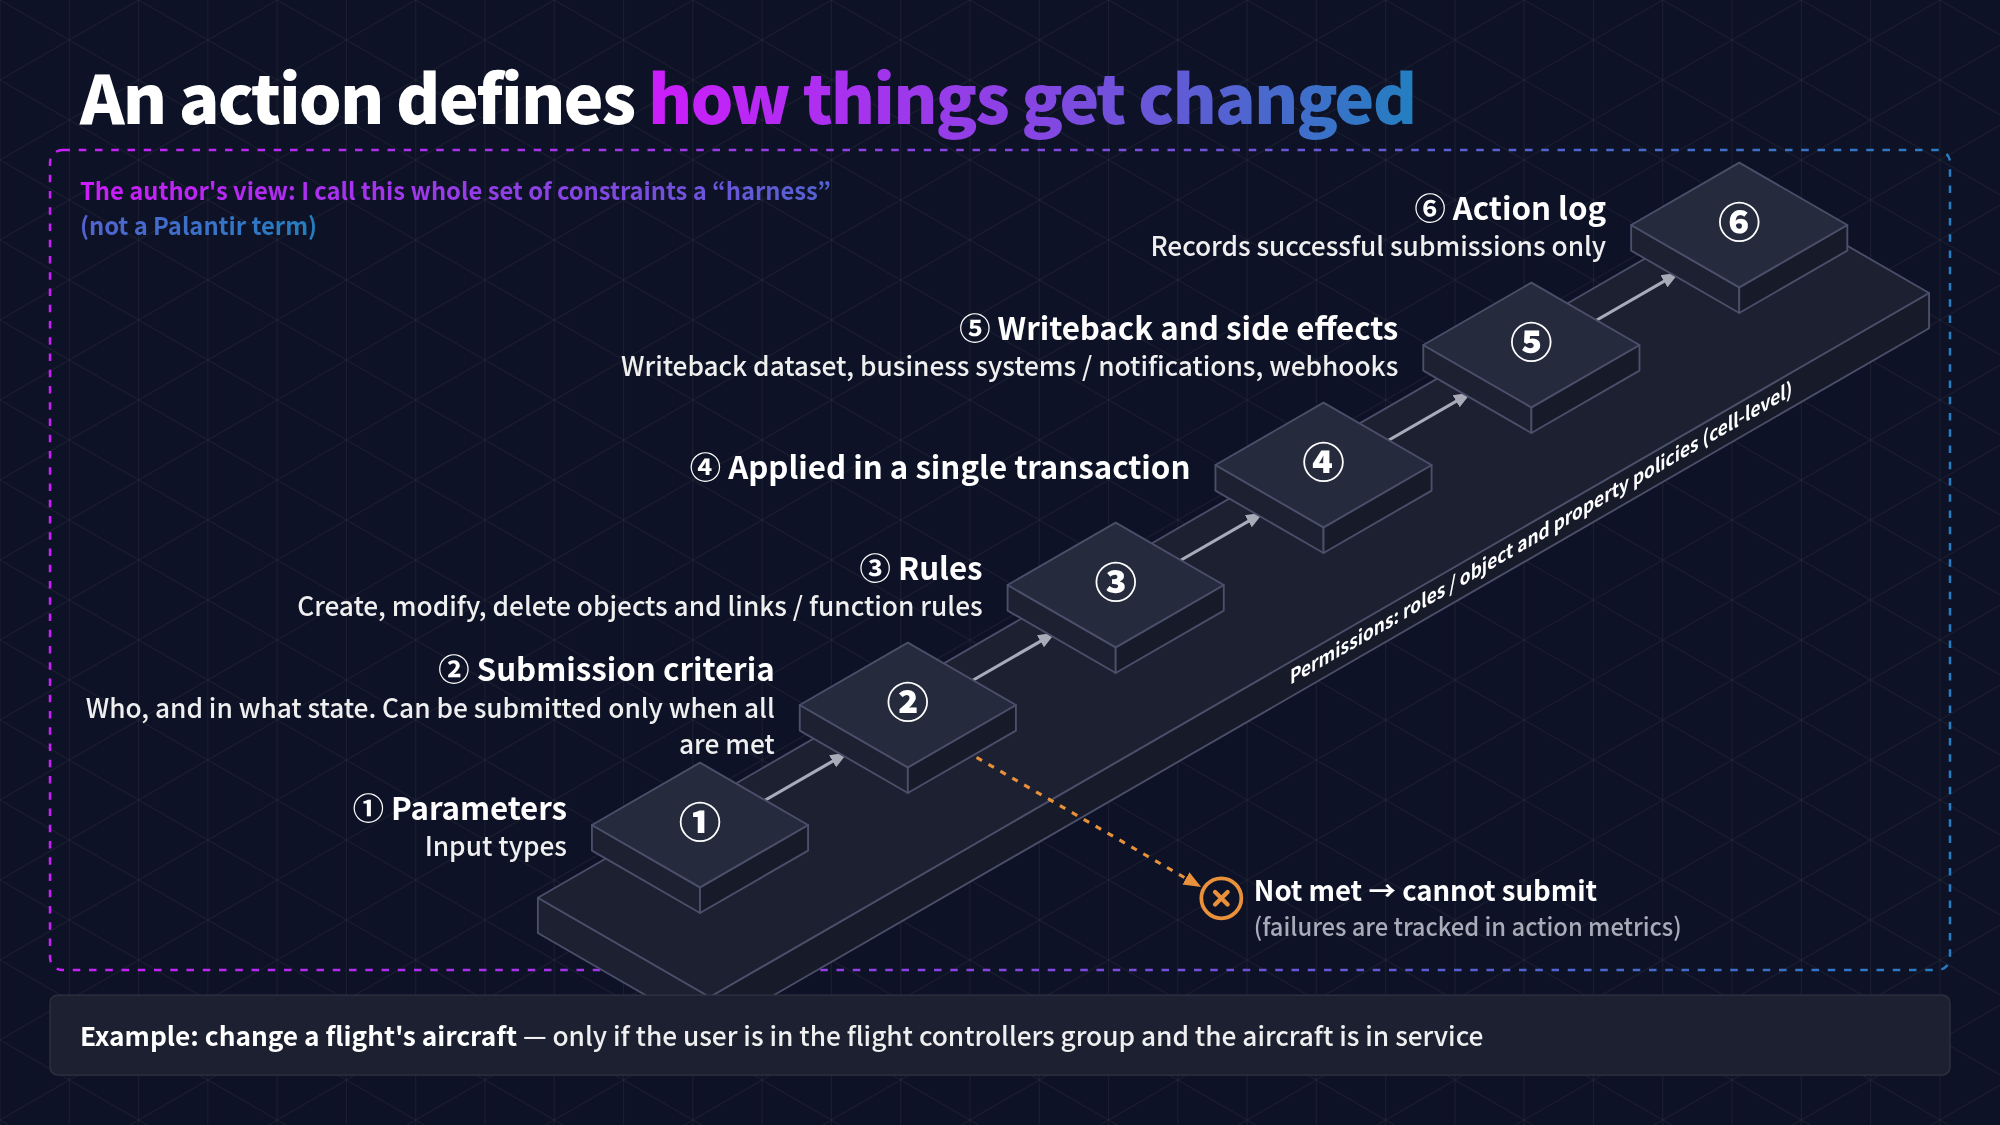 An action defines how things get changed
The author's view: I call this whole set of constraints a “harness”
(not a Palantir term)
⑥ Action log
Records successful submissions only
⑥
⑤ Writeback and side effects
Writeback dataset, business systems / notifications, webhooks
⑤
④ Applied in a single transaction
④
③ Rules
Create, modify, delete objects and links / function rules
③
② Submission criteria
Who, and in what state. Can be submitted only when all
are met
②
① Parameters
Input types
①
Permissions: roles / object and property policies (cell-level)
Not met → cannot submit
(failures are tracked in action metrics)
Example: change a flight's aircraft — only if the user is in the flight controllers group and the aircraft is in service